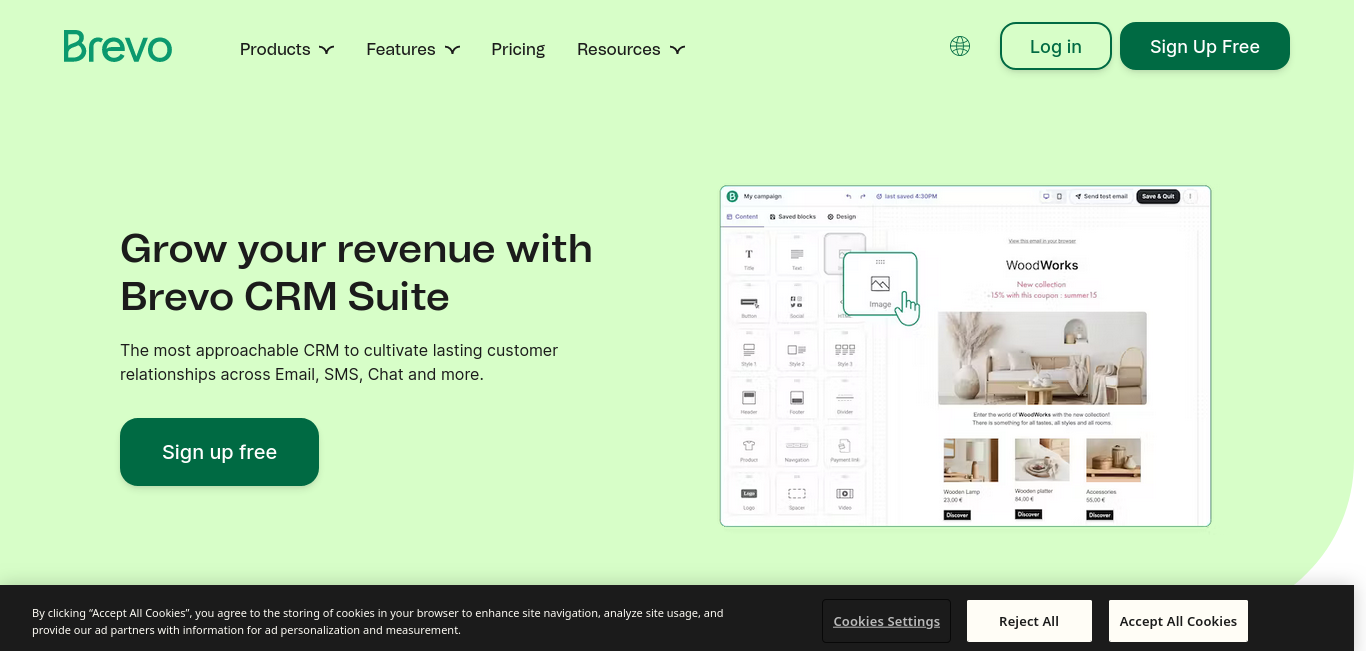 Brevo
Products
Features
Pricing
Resources
Log in
Sign Up Free
Grow your revenue with
Brevo CRM Suite
The most approachable CRM to cultivate lasting customer
relationships across Email, SMS, Chat and more.
Sign up free
My campaign
last saved 4:30PM
Send test email
Save & Quit
Content
Saved blocks
Design
View this email in your browser
WoodWorks
New collection
-15% with this coupon : summer15
Title
Text
Image
Button
Social
Style 1
Style 2
Style 3
Header
Footer
Divider
Product
Navigation
Payment link
Logo
Logo
Spacer
Video
Enter the world of WoodWorks with the new collection!
There is something for all tastes, all styles and all rooms.
Wooden Lamp
23,00 €
Discover
Wooden platter
84,00 €
Discover
Accessories
55,00 €
Discover
By clicking “Accept All Cookies”, you agree to the storing of cookies in your browser to enhance site navigation, analyze site usage, and
provide our ad partners with information for ad personalization and measurement.
Cookies Settings
Reject All
Accept All Cookies